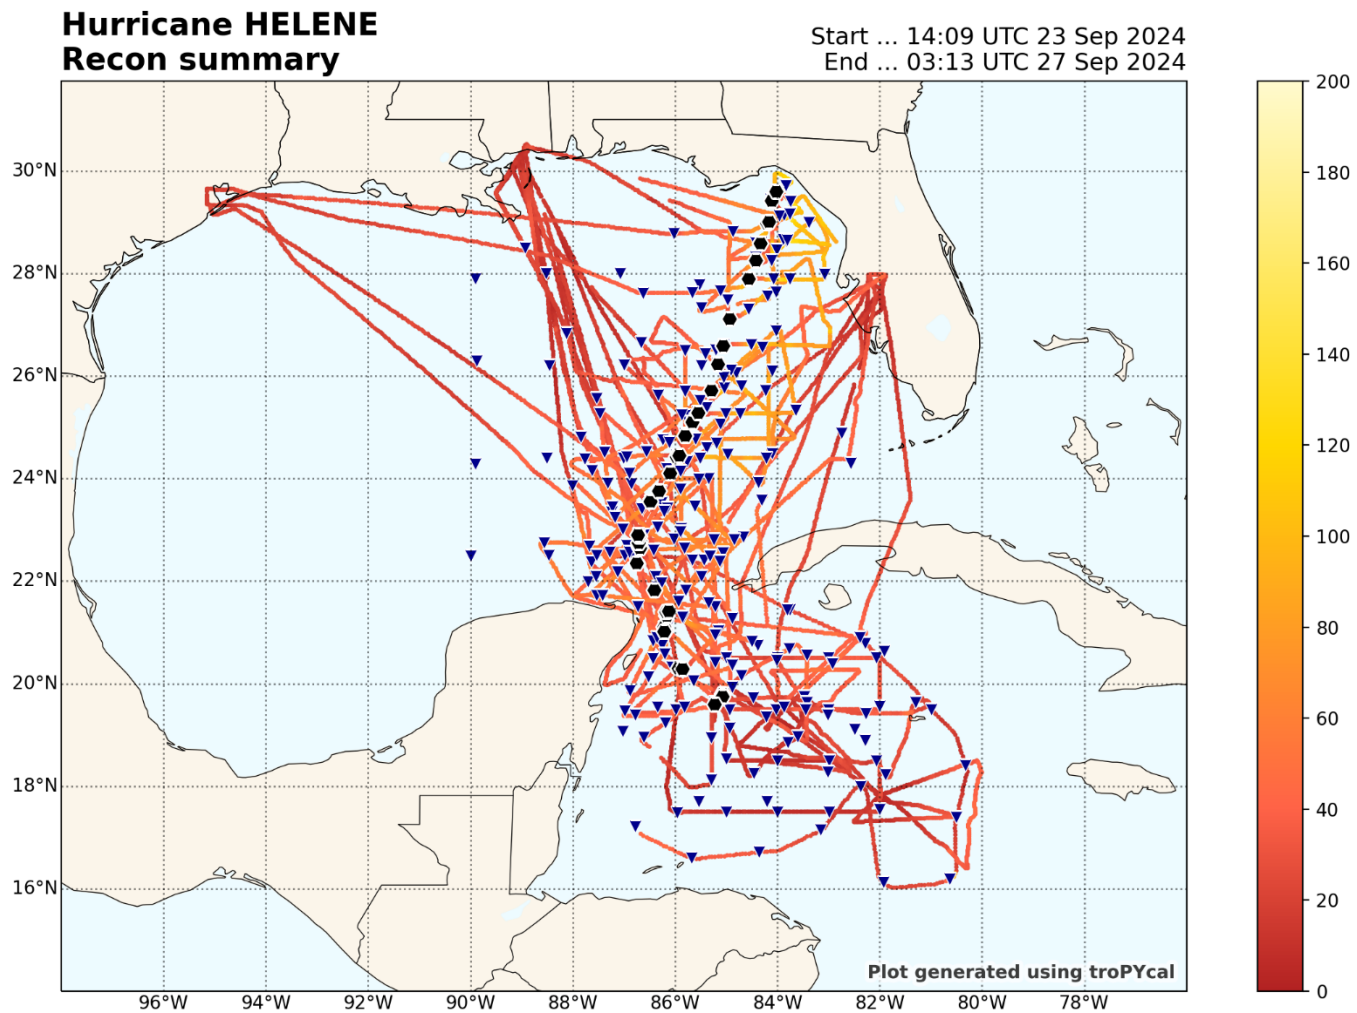 Hurricane HELENE
Recon summary
Start ... 14:09 UTC 23 Sep 2024
End ... 03:13 UTC 27 Sep 2024
30°N
28°N
26°N
24°N
22°N
20°N
18°N
16°N
96°W 94°W 92°W 90°W 88°W 86°W 84°W 82°W 80°W 78°W
Plot generated using troPYcal
200
180
160
140
120
100
80
60
40
20
0